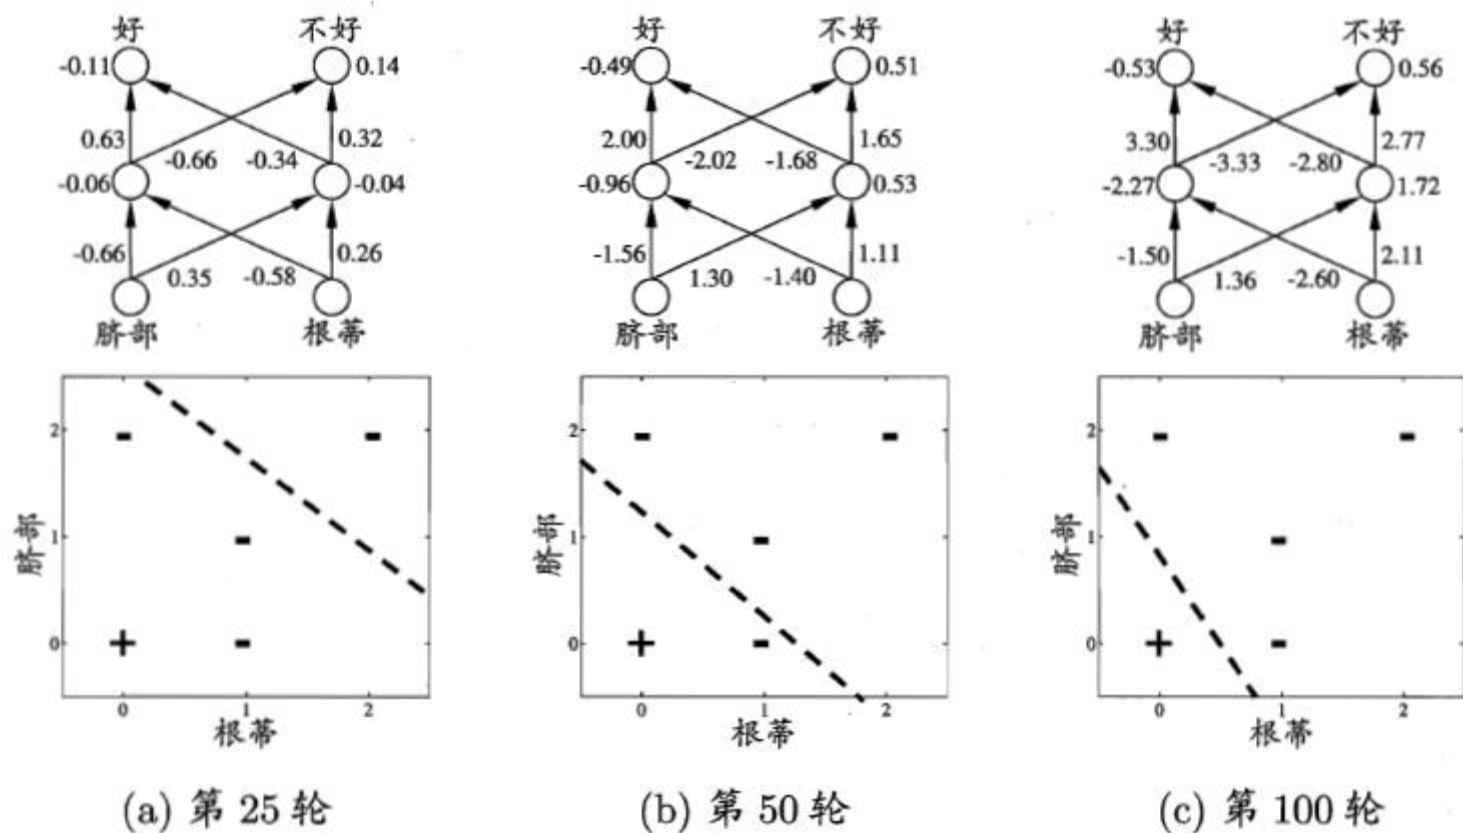 好 不好 好 不好 好 不好
-0.11 0.14 -0.49 0.51 -0.53 0.56
0.63 0.32 2.00 1.65 3.30 2.77
-0.66 -0.34 -2.02 -1.68 -3.33 -2.80
-0.06 -0.04 -0.96 0.53 -2.27 1.72
-0.66 0.26 -1.56 1.11 -1.50 2.11
0.35 -0.58 1.30 -1.40 1.36 -2.60
脐部 根蒂 脐部 根蒂 脐部 根蒂
2 2 2
脐部 1 脐部 1 脐部 1
0 0 0
0 1 2 0 1 2 0 1 2
根蒂 根蒂 根蒂
(a) 第 25 轮 (b) 第 50 轮 (c) 第 100 轮